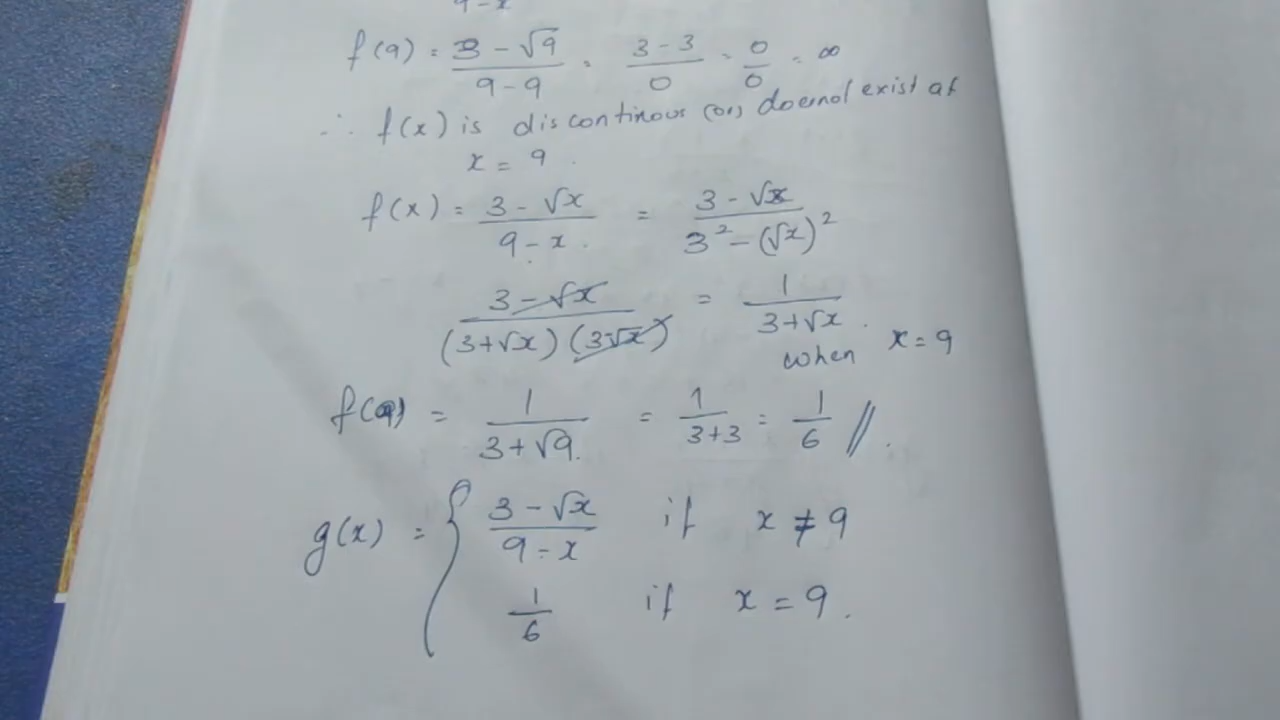 9-x
f(9) = 3 - √9 / 9 - 9 = 3 - 3 / 0 = 0 / 0 = ∞
∴ f(x) is discontinous (or) doesnot exist at
x = 9.
f(x) = 3 - √x / 9 - x = 3 - √x / 3² - (√x)²
3 - √x / (3+√x) (3-√x) = 1 / 3+√x.
when x = 9
f(9) = 1 / 3+√9 = 1 / 3+3 = 1 / 6 //.
g(x) = { 3 - √x / 9 - x if x ≠ 9
1 / 6 if x = 9.